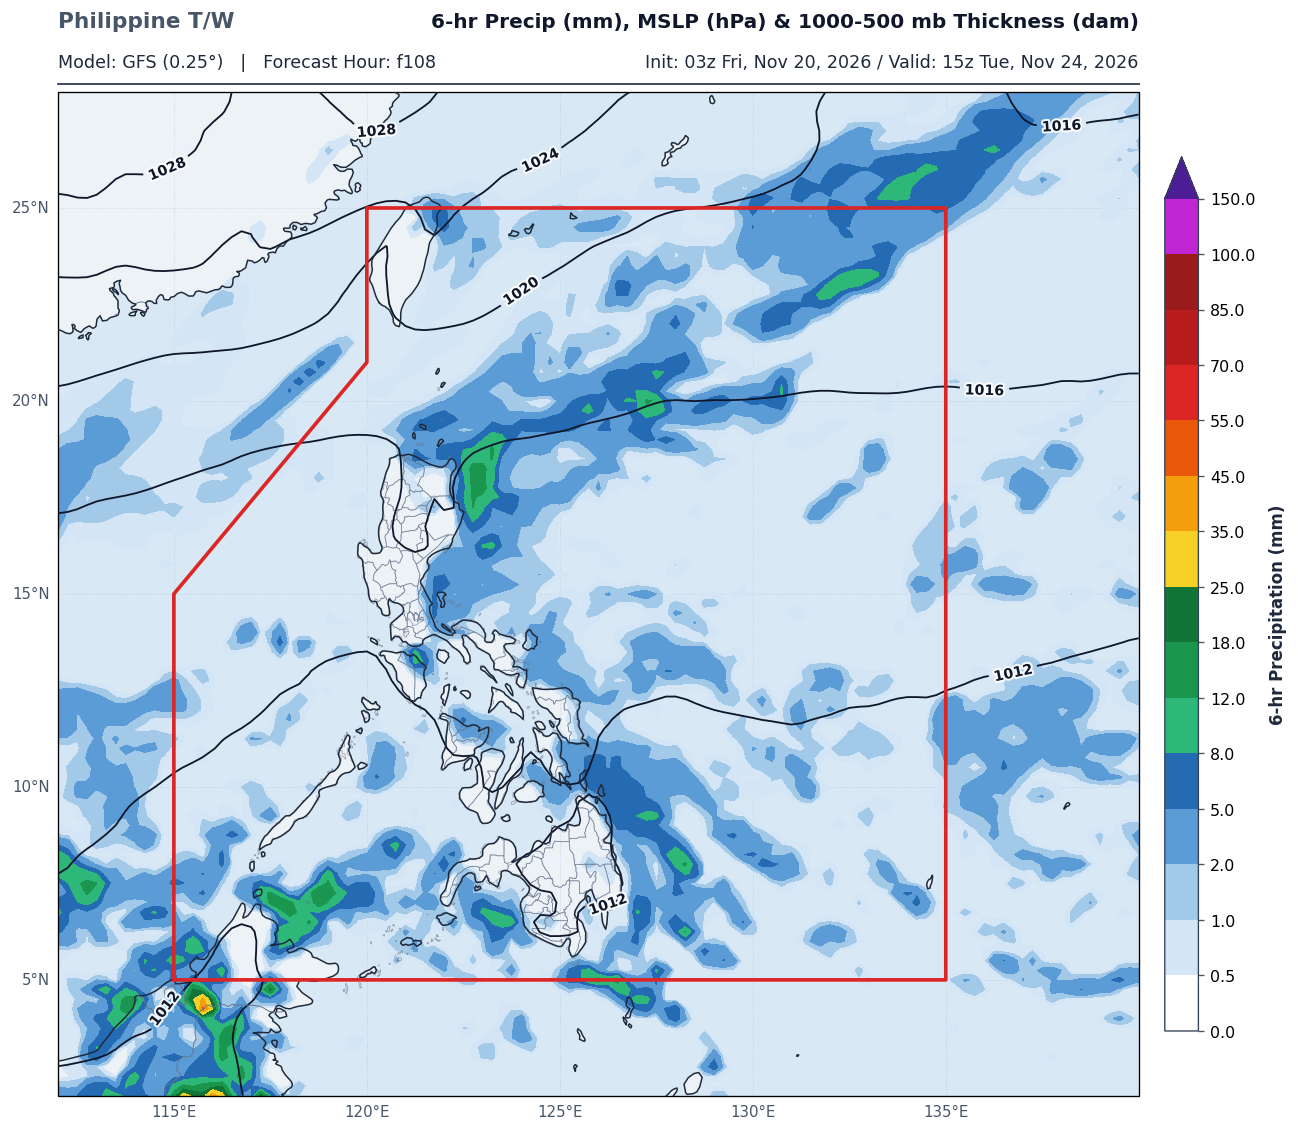 Philippine T/W
6-hr Precip (mm), MSLP (hPa) & 1000-500 mb Thickness (dam)
Model: GFS (0.25°)   |   Forecast Hour: f108
Init: 03z Fri, Nov 20, 2026 / Valid: 15z Tue, Nov 24, 2026
1028
1028
1024
1016
1020
1016
1012
1012
1012
25°N
20°N
15°N
10°N
5°N
115°E
120°E
125°E
130°E
135°E
150.0
100.0
85.0
70.0
55.0
45.0
35.0
25.0
18.0
12.0
8.0
5.0
2.0
1.0
0.5
0.0
6-hr Precipitation (mm)